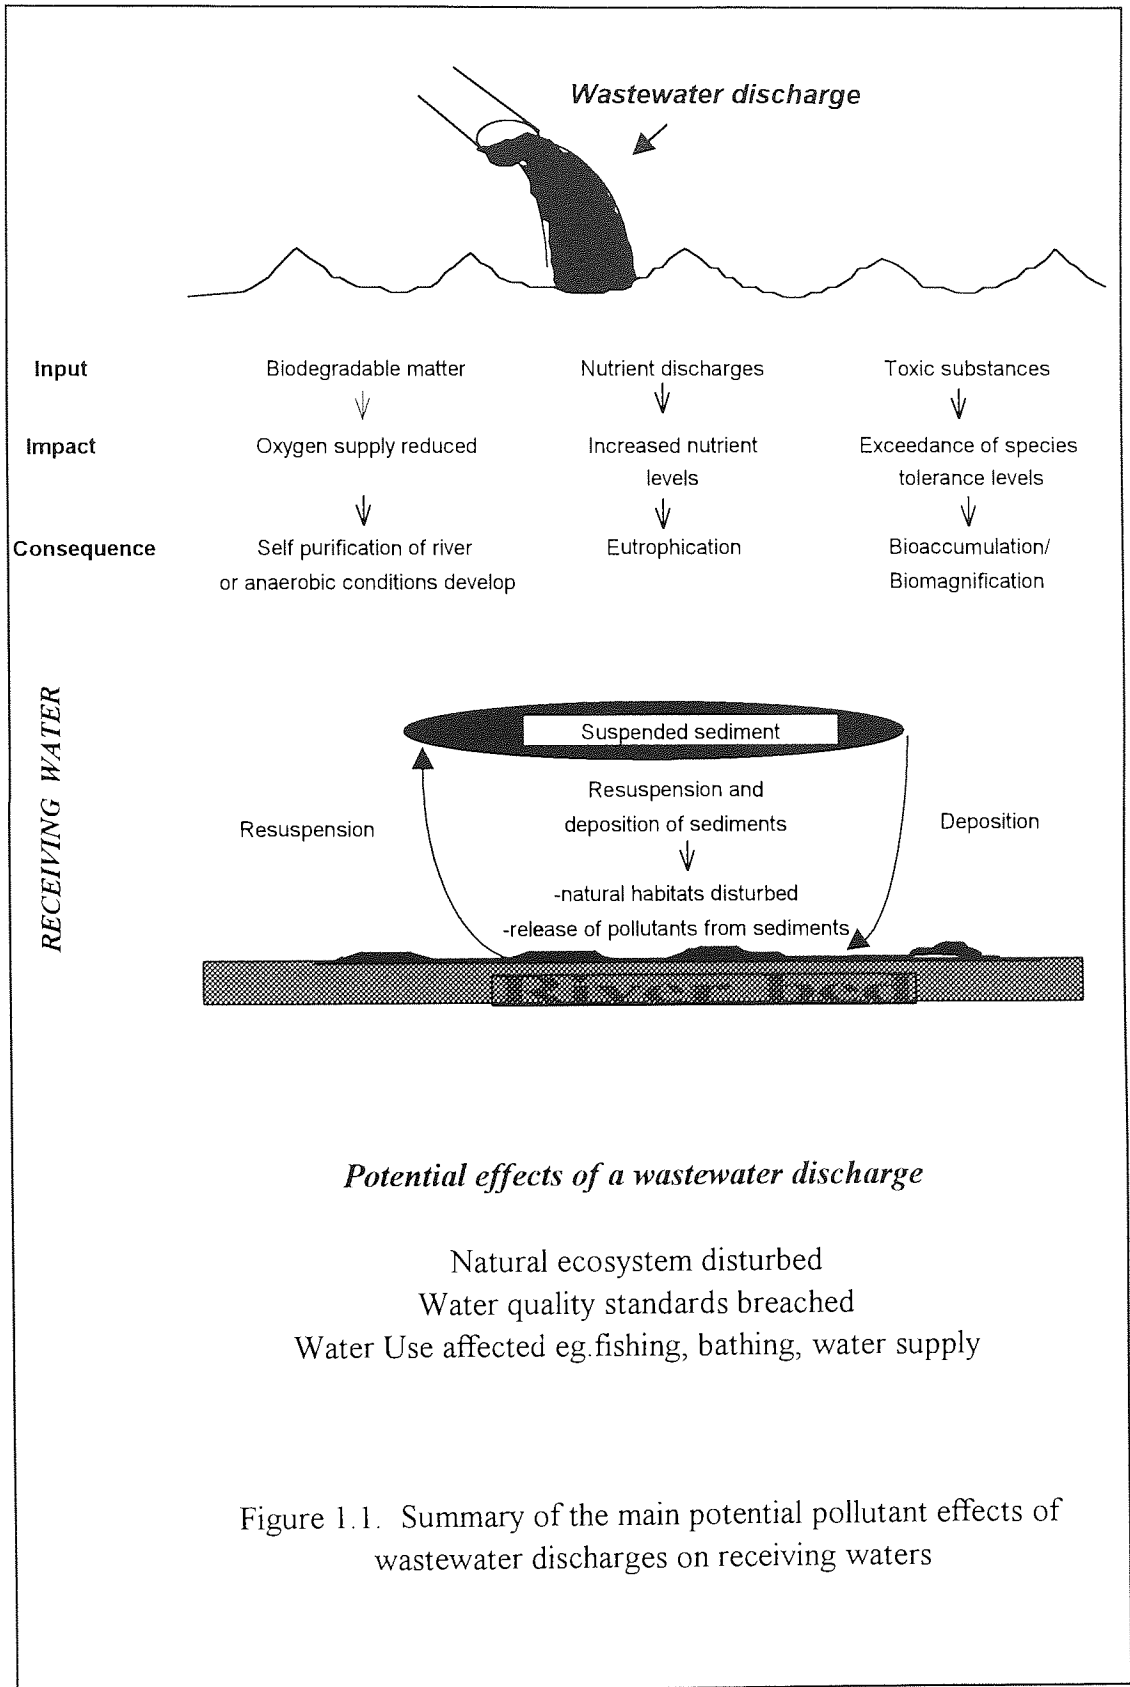 Wastewater discharge
Input Biodegradable matter Nutrient discharges Toxic substances
Impact Oxygen supply reduced Increased nutrient levels Exceedance of species tolerance levels
Consequence Self purification of river or anaerobic conditions develop Eutrophication Bioaccumulation/ Biomagnification
RECEIVING WATER
Suspended sediment
Resuspension and
deposition of sediments
Resuspension
Deposition
-natural habitats disturbed
-release of pollutants from sediments
River bed
Potential effects of a wastewater discharge
Natural ecosystem disturbed
Water quality standards breached
Water Use affected eg.fishing, bathing, water supply
Figure 1.1. Summary of the main potential pollutant effects of
wastewater discharges on receiving waters